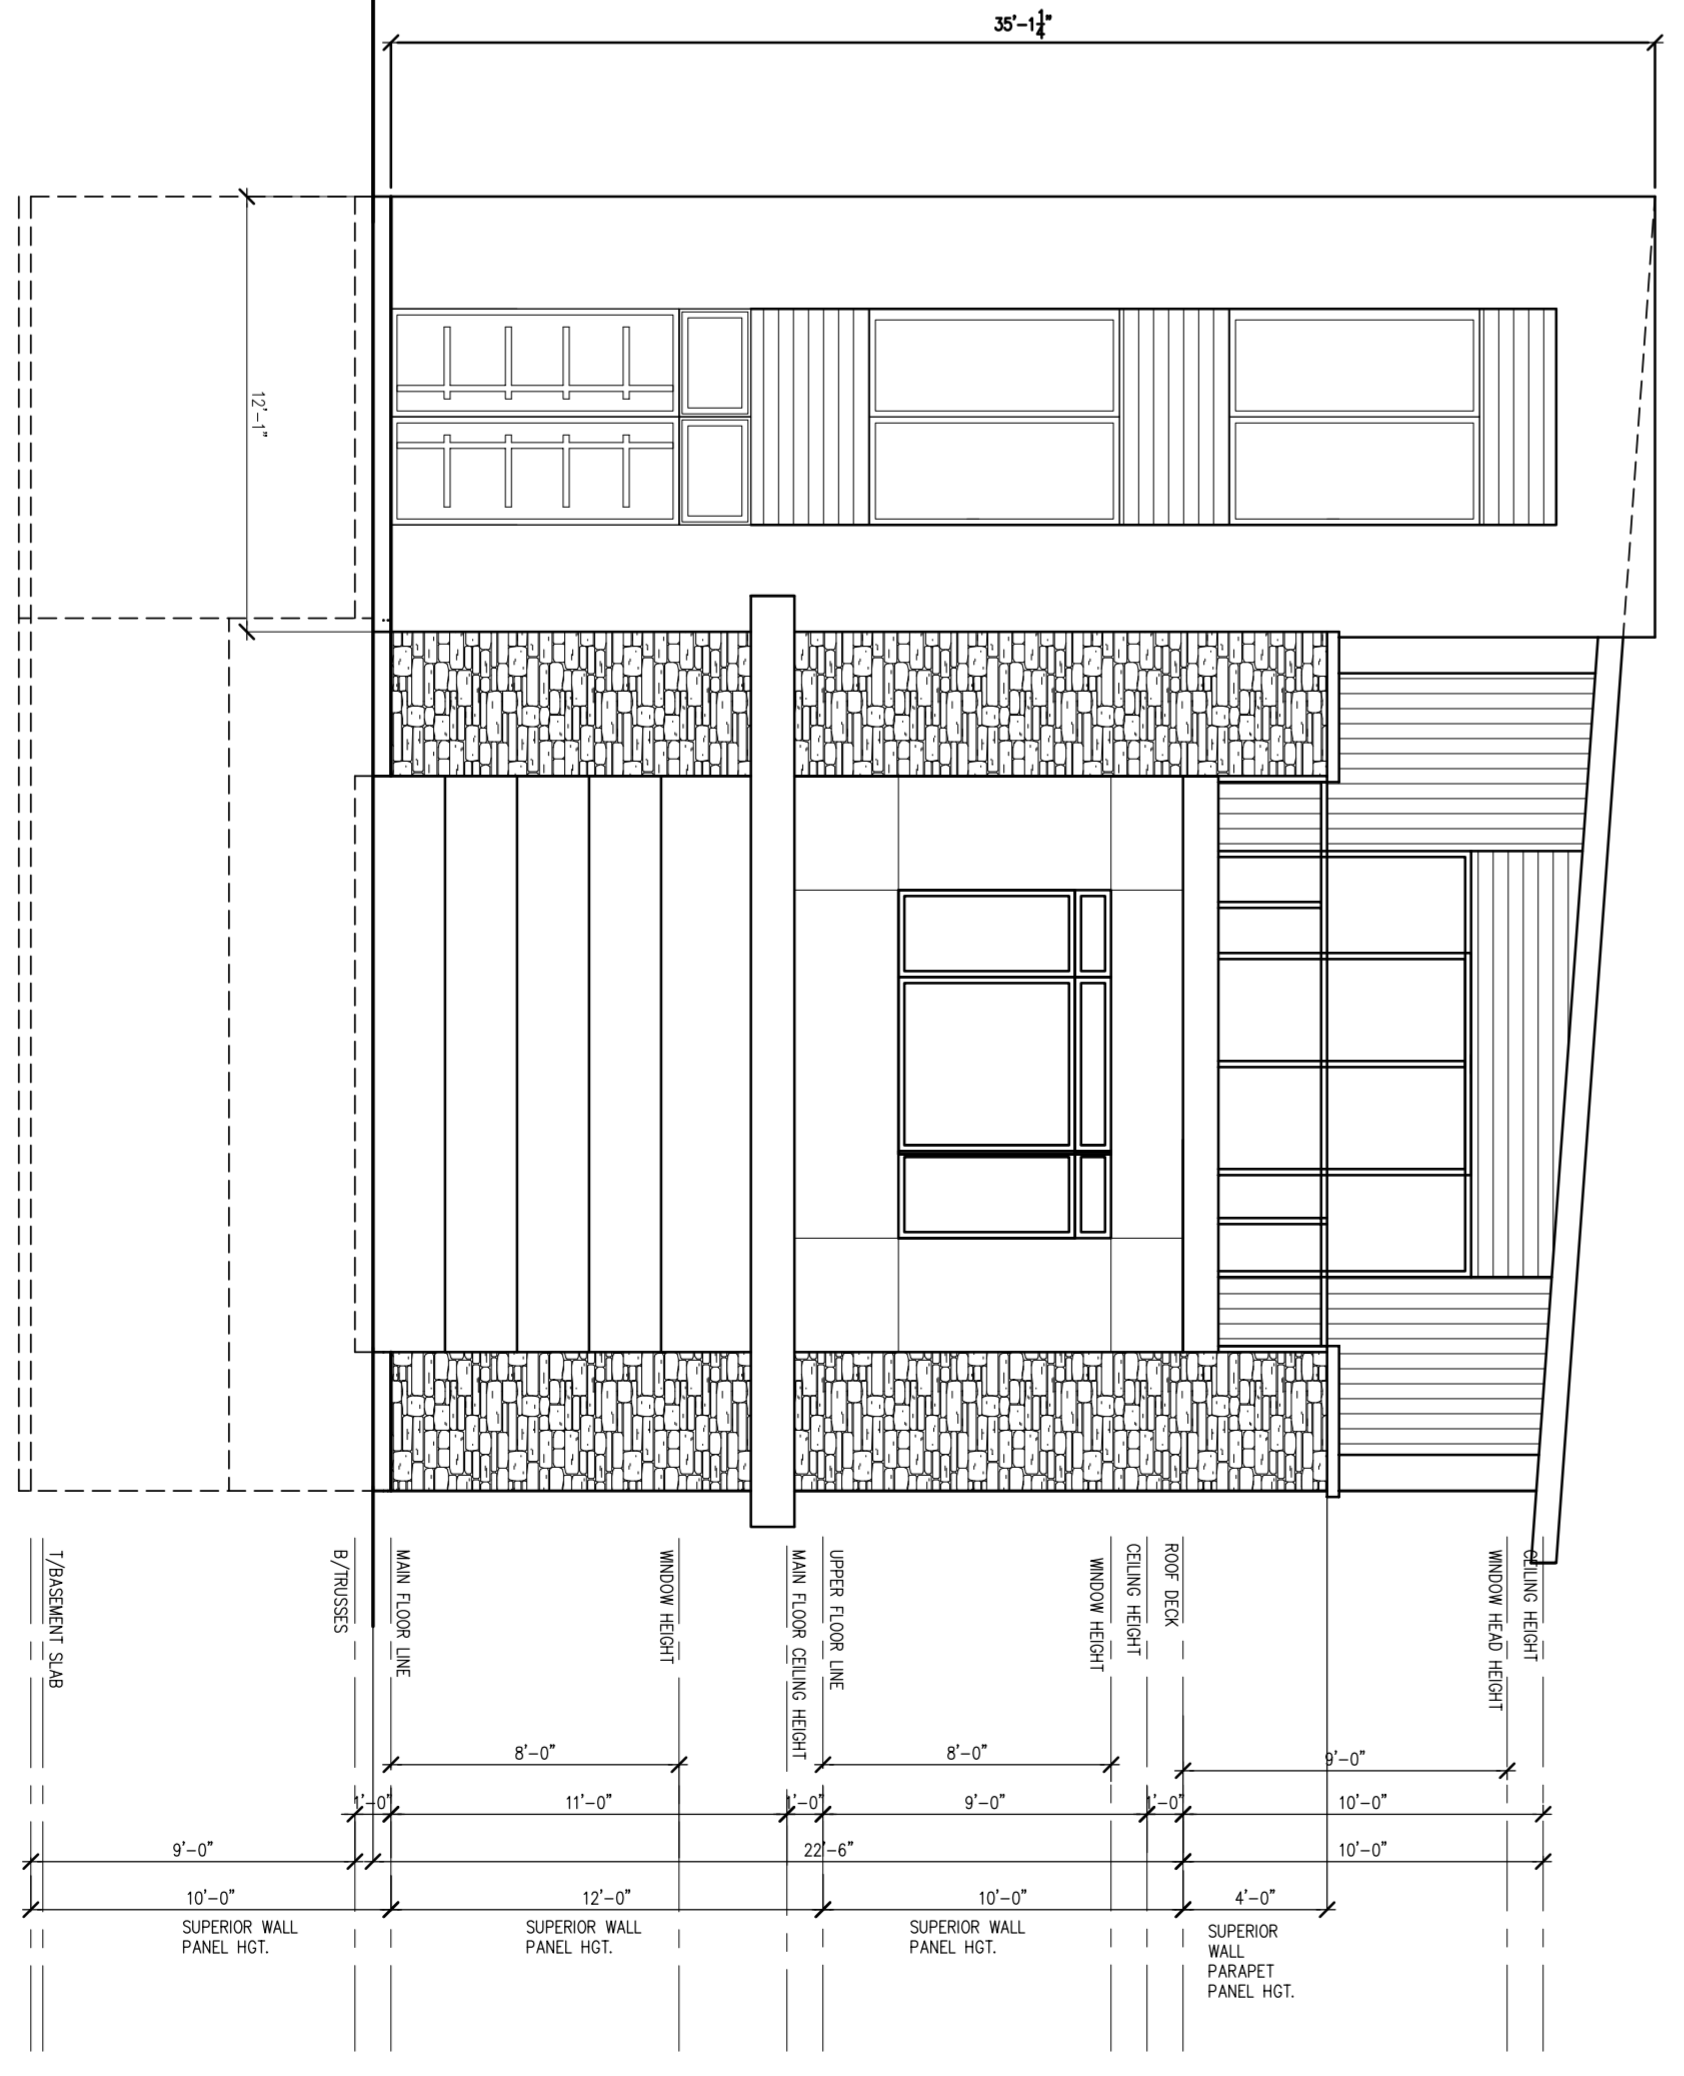 35'-1¼"
12'-1"
T/BASEMENT SLAB
B/TRUSSES
MAIN FLOOR LINE
WINDOW HEIGHT
MAIN FLOOR CEILING HEIGHT
UPPER FLOOR LINE
WINDOW HEIGHT
CEILING HEIGHT
ROOF DECK
WINDOW HEAD HEIGHT
CEILING HEIGHT
8'-0"
8'-0"
9'-0"
1'-0"
11'-0"
1'-0"
9'-0"
1'-0"
10'-0"
9'-0"
22'-6"
10'-0"
10'-0"
12'-0"
10'-0"
4'-0"
SUPERIOR WALL
PANEL HGT.
SUPERIOR WALL
PANEL HGT.
SUPERIOR WALL
PANEL HGT.
SUPERIOR
WALL
PARAPET
PANEL HGT.